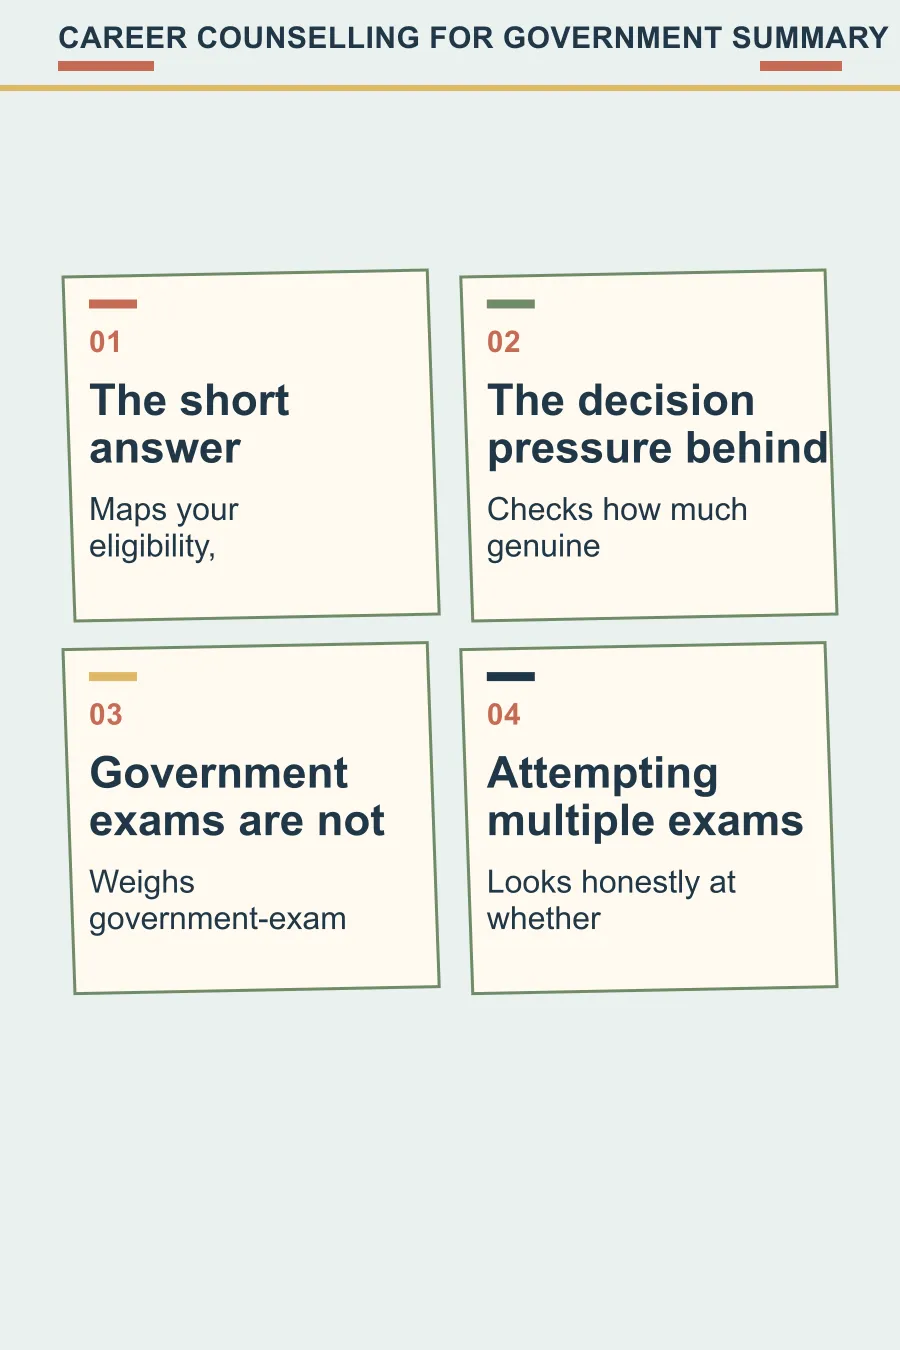 CAREER COUNSELLING FOR GOVERNMENT SUMMARY
01
The short
answer
Maps your
eligibility,
02
The decision
pressure behind
Checks how much
genuine
03
Government
exams are not
Weighs
government-exam
04
Attempting
multiple exams
Looks honestly at
whether